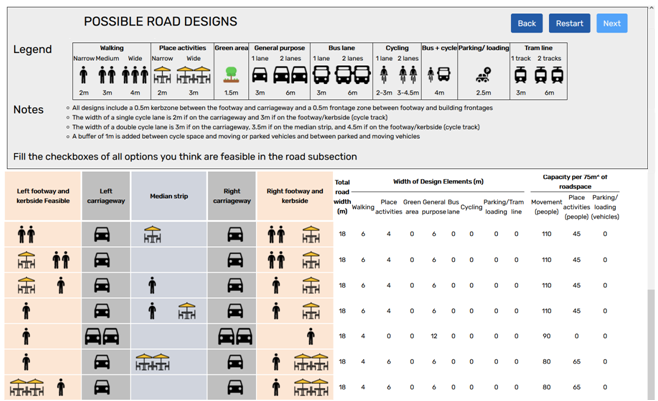 POSSIBLE ROAD DESIGNS
Back Restart Next
Legend
Walking Place activities Green area General purpose Bus lane Cycling Bus + cycle Parking/ loading Tram line
Narrow Medium Wide Narrow Wide 1 lane 2 lanes 1 lane 2 lanes 1 lane 2 lanes 1 track 2 tracks
2m 3m 4m 2m 3m 1.5m 3m 6m 3m 6m 2-3m 3-4.5m 4m 2.5m 3m 6m
Notes
All designs include a 0.5m kerbzone between the footway and carriageway and a 0.5m frontage zone between footway and building frontages
The width of a single cycle lane is 2m if on the carriageway and 3m if on the footway/kerbside (cycle track)
The width of a double cycle lane is 3m if on the carriageway, 3.5m if on the median strip, and 4.5m if on the footway/kerbside (cycle track)
A buffer of 1m is added between cycle space and moving or parked vehicles and between parked and moving vehicles
Fill the checkboxes of all options you think are feasible in the road subsection
Left footway and kerbside Feasible
Left carriageway
Median strip
Right carriageway
Right footway and kerbside
Total road width (m)
Width of Design Elements (m)
Walking Place activities Green area General purpose Bus lane Cycling Parking/ loading Tram line
Capacity per 75m² of roadspace
Movement (people) Place activities (people) Parking/ loading (vehicles)
18 6 4 0 6 0 0 0 0 110 45 0
18 6 4 0 6 0 0 0 0 110 45 0
18 6 4 0 6 0 0 0 0 110 45 0
18 6 4 0 6 0 0 0 0 110 45 0
18 4 0 0 12 0 0 0 0 90 0 0
18 4 6 0 6 0 0 0 0 80 65 0
18 4 6 0 6 0 0 0 0 80 65 0